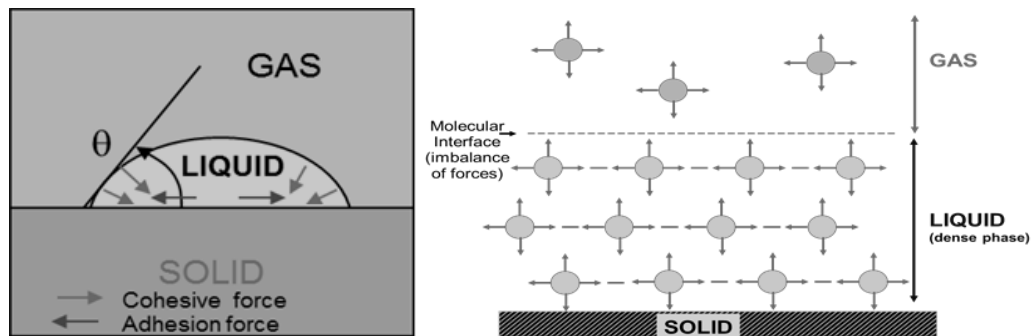 GAS
θ
LIQUID
SOLID
Cohesive force
Adhesion force
GAS
Molecular
Interface
(imbalance
of forces)
LIQUID
(dense phase)
SOLID